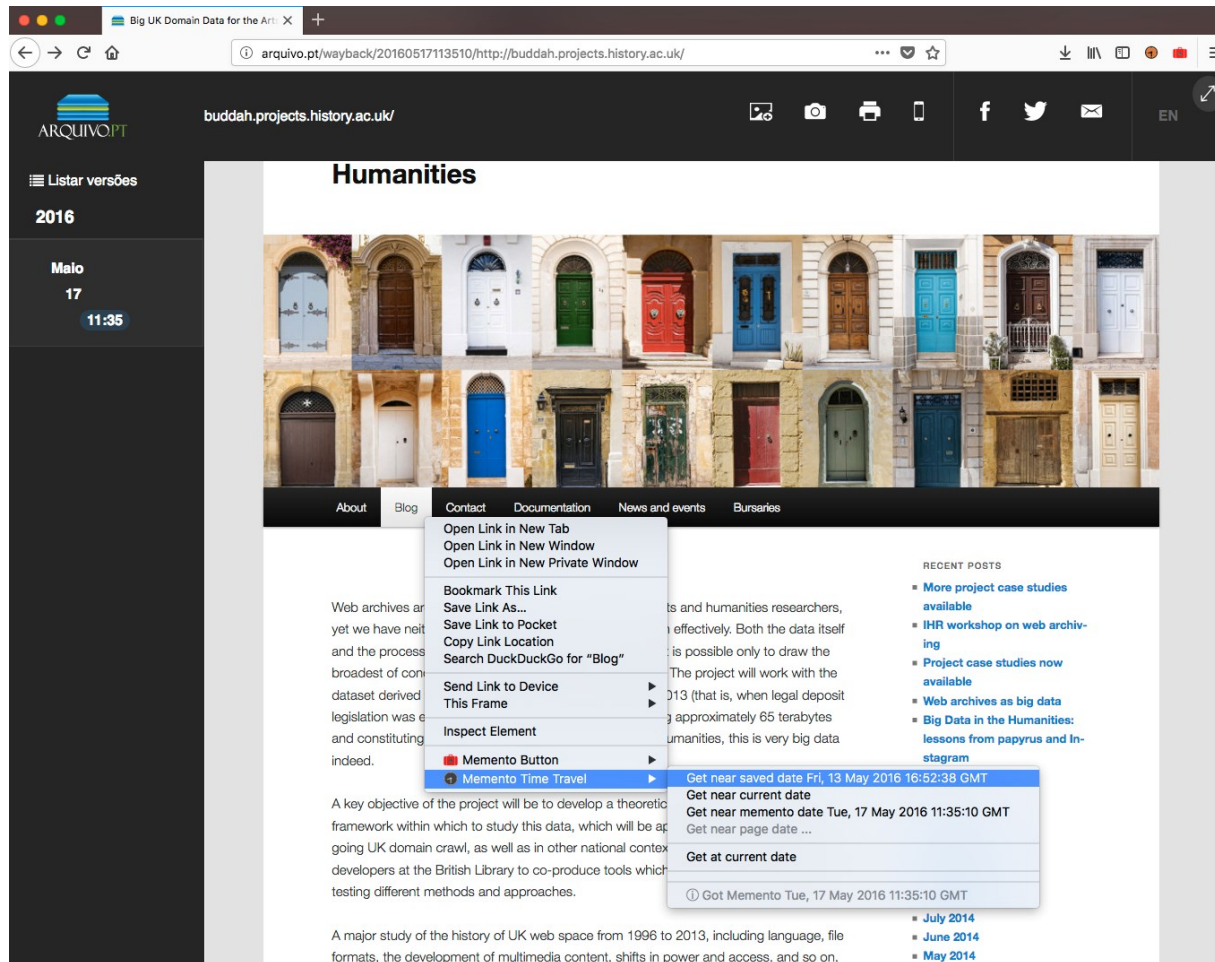 Big UK Domain Data for the Art
arquivo.pt/wayback/20160517113510/http://buddah.projects.history.ac.uk/
ARQUIVO.PT
buddah.projects.history.ac.uk/
EN
Listar versões
2016
Maio
17
11:35
Humanities
About Blog Contact Documentation News and events Bursaries
Open Link in New Tab
Open Link in New Window
Open Link in New Private Window
Bookmark This Link
Save Link As...
Save Link to Pocket
Copy Link Location
Search DuckDuckGo for “Blog”
Send Link to Device
This Frame
Inspect Element
Memento Button
Memento Time Travel
Get near saved date Fri, 13 May 2016 16:52:38 GMT
Get near current date
Get near memento date Tue, 17 May 2016 11:35:10 GMT
Get near page date ...
Get at current date
Got Memento Tue, 17 May 2016 11:35:10 GMT
Web archives ar ts and humanities researchers,
yet we have neit effectively. Both the data itself
and the process is possible only to draw the
broadest of con The project will work with the
dataset derived 013 (that is, when legal deposit
legislation was e g approximately 65 terabytes
and constituting umanities, this is very big data
indeed.
A key objective of the project will be to develop a theoretic
framework within which to study this data, which will be ap
going UK domain crawl, as well as in other national contex
developers at the British Library to co-produce tools which
testing different methods and approaches.
A major study of the history of UK web space from 1996 to 2013, including language, file
formats, the development of multimedia content, shifts in power and access, and so on,
RECENT POSTS
More project case studies
available
IHR workshop on web archiv-
ing
Project case studies now
available
Web archives as big data
Big Data in the Humanities:
lessons from papyrus and In-
stagram
July 2014
June 2014
May 2014